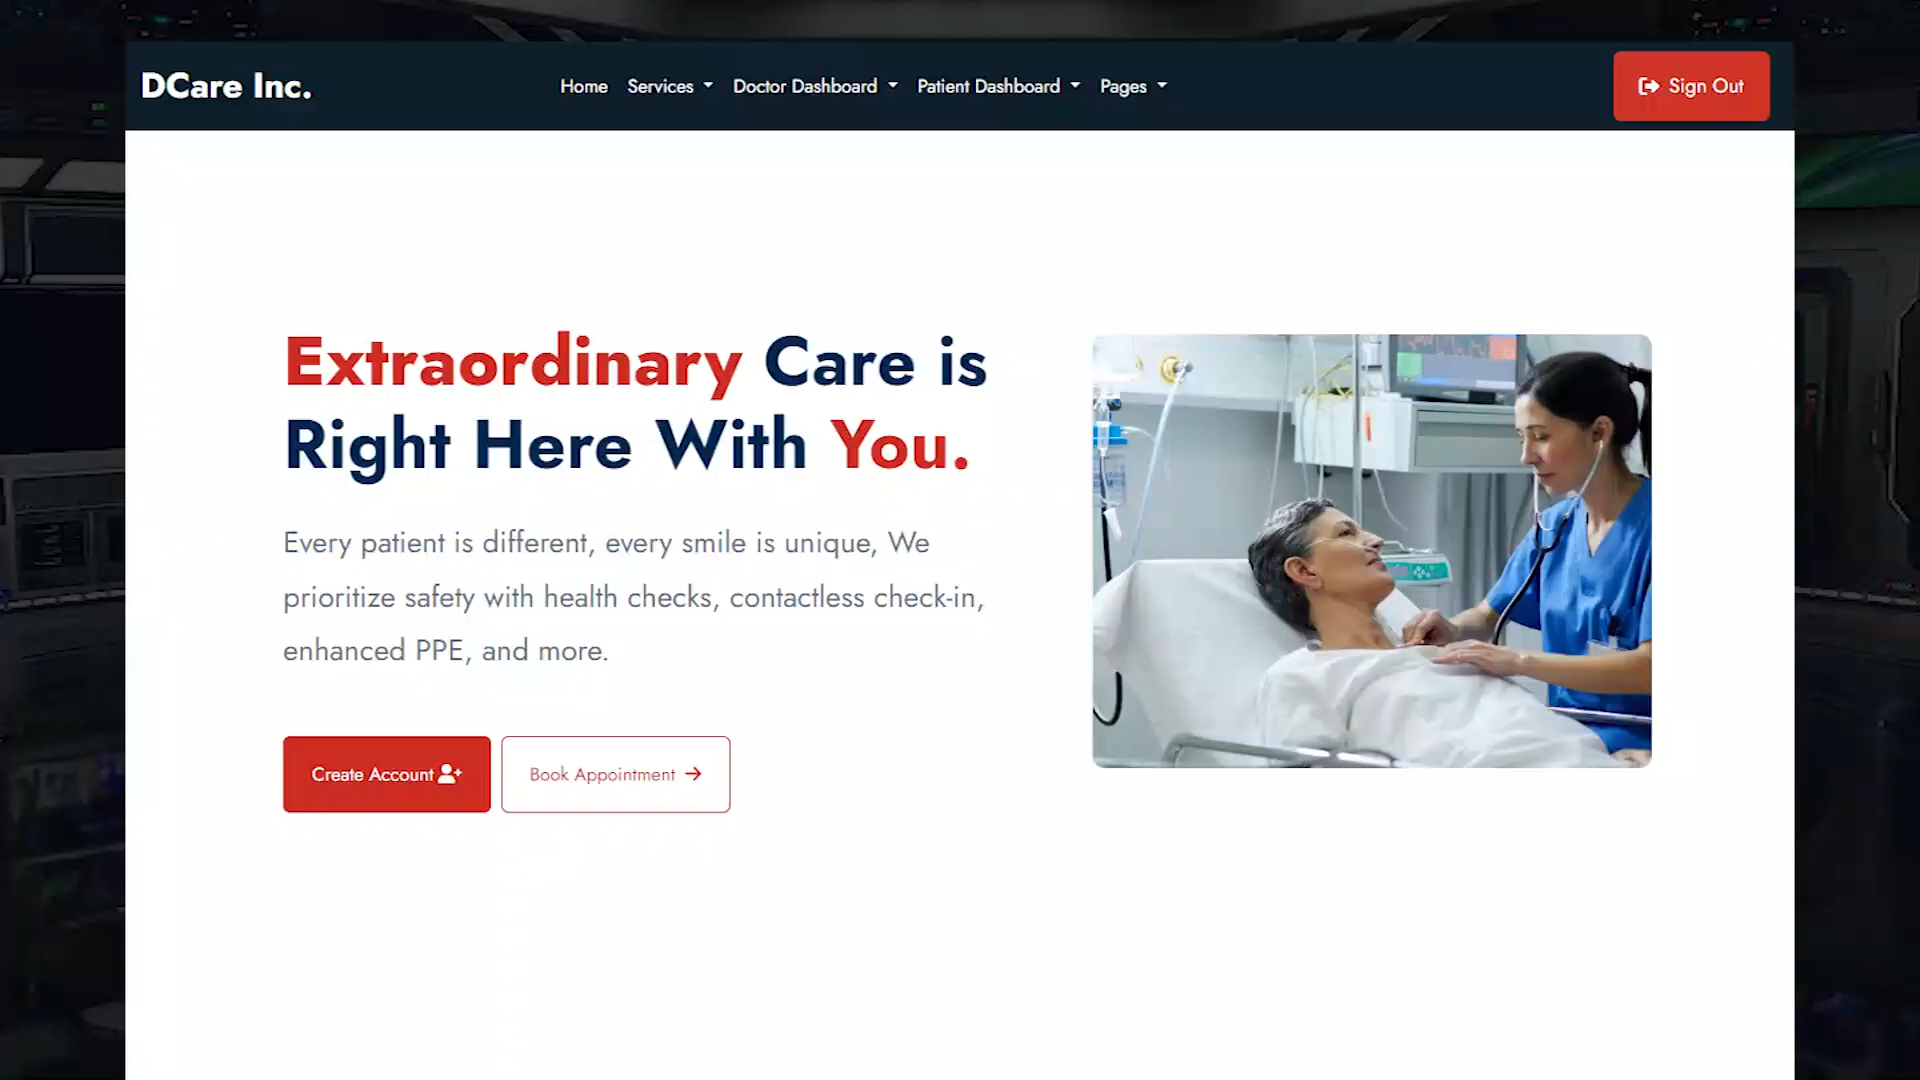 DCare Inc.
Home Services Doctor Dashboard Patient Dashboard Pages
Sign Out
Extraordinary Care is
Right Here With You.
Every patient is different, every smile is unique, We
prioritize safety with health checks, contactless check-in,
enhanced PPE, and more.
Create Account
Book Appointment